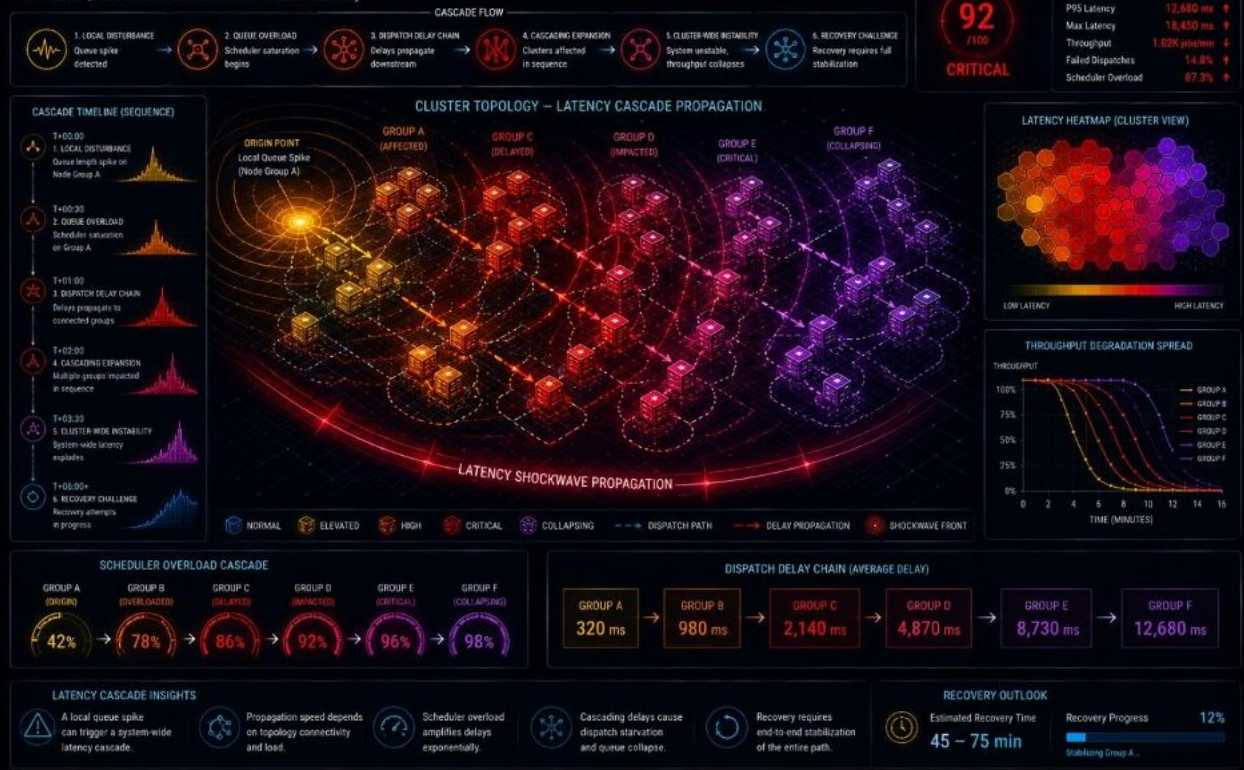 CASCADE FLOW
1. LOCAL DISTURBANCE
Queue spike
detected
2. QUEUE OVERLOAD
Scheduler saturation
begins
3. DISPATCH DELAY CHAIN
Delays propagate
downstream
4. CASCADING EXPANSION
Clusters affected
in sequence
5. CLUSTER-WIDE INSTABILITY
System unstable,
throughput collapses
6. RECOVERY CHALLENGE
Recovery requires full
stabilization
92
/100
CRITICAL
P95 Latency 12,680 ms ↑
Max Latency 18,450 ms ↑
Throughput 1.02K jobs/min ↓
Failed Dispatches 14.8% ↑
Scheduler Overload 87.3% ↑
CASCADE TIMELINE (SEQUENCE)
T+00:00
1. LOCAL DISTURBANCE
Queue length spike on
Node Group A
T+00:30
2. QUEUE OVERLOAD
Scheduler saturation
on Group A
T+01:00
3. DISPATCH DELAY CHAIN
Delays propagate to
connected groups
T+02:00
4. CASCADING EXPANSION
Multiple groups impacted
in sequence
T+03:30
5. CLUSTER-WIDE INSTABILITY
System-wide latency
explodes
T+06:00+
6. RECOVERY CHALLENGE
Recovery attempts
in progress
CLUSTER TOPOLOGY — LATENCY CASCADE PROPAGATION
ORIGIN POINT
Local Queue Spike
(Node Group A)
GROUP A
(AFFECTED)
GROUP C
(DELAYED)
GROUP D
(IMPACTED)
GROUP E
(CRITICAL)
GROUP F
(COLLAPSING)
LATENCY SHOCKWAVE PROPAGATION
NORMAL
ELEVATED
HIGH
CRITICAL
COLLAPSING
DISPATCH PATH
DELAY PROPAGATION
SHOCKWAVE FRONT
LATENCY HEATMAP (CLUSTER VIEW)
LOW LATENCY
HIGH LATENCY
THROUGHPUT DEGRADATION SPREAD
THROUGHPUT
100%
75%
50%
25%
0%
0 2 4 6 8 10 12 14 16
TIME (MINUTES)
GROUP A
GROUP B
GROUP C
GROUP D
GROUP E
GROUP F
SCHEDULER OVERLOAD CASCADE
GROUP A
(ORIGIN)
42%
GROUP B
(OVERLOADED)
78%
GROUP C
(DELAYED)
86%
GROUP D
(IMPACTED)
92%
GROUP E
(CRITICAL)
96%
GROUP F
(COLLAPSING)
98%
DISPATCH DELAY CHAIN (AVERAGE DELAY)
GROUP A
320 ms
GROUP B
980 ms
GROUP C
2,140 ms
GROUP D
4,870 ms
GROUP E
8,730 ms
GROUP F
12,680 ms
LATENCY CASCADE INSIGHTS
A local queue spike
can trigger a system-wide
latency cascade.
Propagation speed depends
on topology connectivity
and load.
Scheduler overload
amplifies delays
exponentially.
Cascading delays cause
dispatch starvation
and queue collapse.
Recovery requires
end-to-end stabilization
of the entire path.
RECOVERY OUTLOOK
Estimated Recovery Time
45 – 75 min
Recovery Progress 12%
Stabilizing Group A...